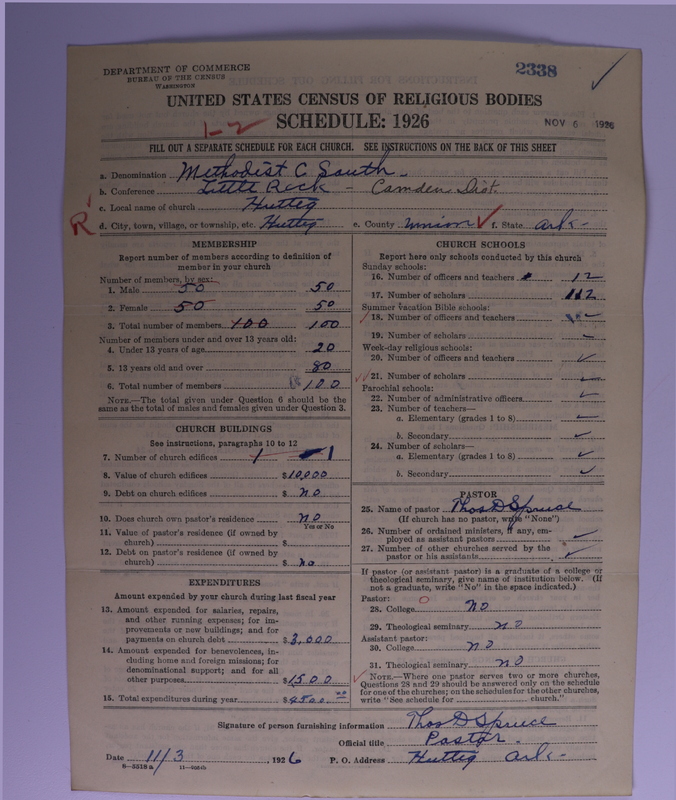 DEPARTMENT OF COMMERCE
BUREAU OF THE CENSUS
WASHINGTON
2338
UNITED STATES CENSUS OF RELIGIOUS BODIES
1-2
SCHEDULE: 1926
NOV 6 1926
FILL OUT A SEPARATE SCHEDULE FOR EACH CHURCH. SEE INSTRUCTIONS ON THE BACK OF THIS SHEET
a. Denomination Methodist C South
b. Conference Little Rock - Camden Dist.
c. Local name of church Huttig
R d. City, town, village, or township, etc. Huttig e. County Union f. State Ark-
MEMBERSHIP
Report number of members according to definition of
member in your church
Number of members, by sex:
1. Male 50 50
2. Female 50 50
3. Total number of members 100 100
Number of members under and over 13 years old:
4. Under 13 years of age 20
5. 13 years old and over 80
6. Total number of members 100
NOTE.—The total given under Question 6 should be the
same as the total of males and females given under Question 3.
CHURCH BUILDINGS
See instructions, paragraphs 10 to 12
7. Number of church edifices 1 1
8. Value of church edifices $10,000
9. Debt on church edifices $ no
10. Does church own pastor's residence no
Yes or No
11. Value of pastor's residence (if owned by
church) $
12. Debt on pastor's residence (if owned by
church) $ no
EXPENDITURES
Amount expended by your church during last fiscal year
13. Amount expended for salaries, repairs,
and other running expenses; for im-
provements or new buildings; and for
payments on church debt $3,000
14. Amount expended for benevolences, in-
cluding home and foreign missions; for
denominational support; and for all
other purposes $1500
15. Total expenditures during year $4500.00
CHURCH SCHOOLS
Report here only schools conducted by this church
Sunday schools:
16. Number of officers and teachers 12
17. Number of scholars 112
Summer vacation Bible schools:
18. Number of officers and teachers -
19. Number of scholars -
Week-day religious schools:
20. Number of officers and teachers
21. Number of scholars
Parochial schools:
22. Number of administrative officers
23. Number of teachers—
a. Elementary (grades 1 to 8)
b. Secondary
24. Number of scholars—
a. Elementary (grades 1 to 8)
b. Secondary
PASTOR
25. Name of pastor Thos D Spruce
(If church has no pastor, write "None")
26. Number of ordained ministers, if any, em-
ployed as assistant pastors
27. Number of other churches served by the
pastor or his assistants
If pastor (or assistant pastor) is a graduate of a college or
theological seminary, give name of institution below. (If
not a graduate, write "No" in the space indicated.)
Pastor:
28. College no
29. Theological seminary no
Assistant pastor:
30. College no
31. Theological seminary no
NOTE.—Where one pastor serves two or more churches,
Questions 28 and 29 should be answered only on the schedule
for one of the churches; on the schedules for the other churches,
write "See schedule for church."
Signature of person furnishing information Thos D Spruce
Official title Pastor-
Date 11/3, 1926 P. O. Address Huttig Ark-